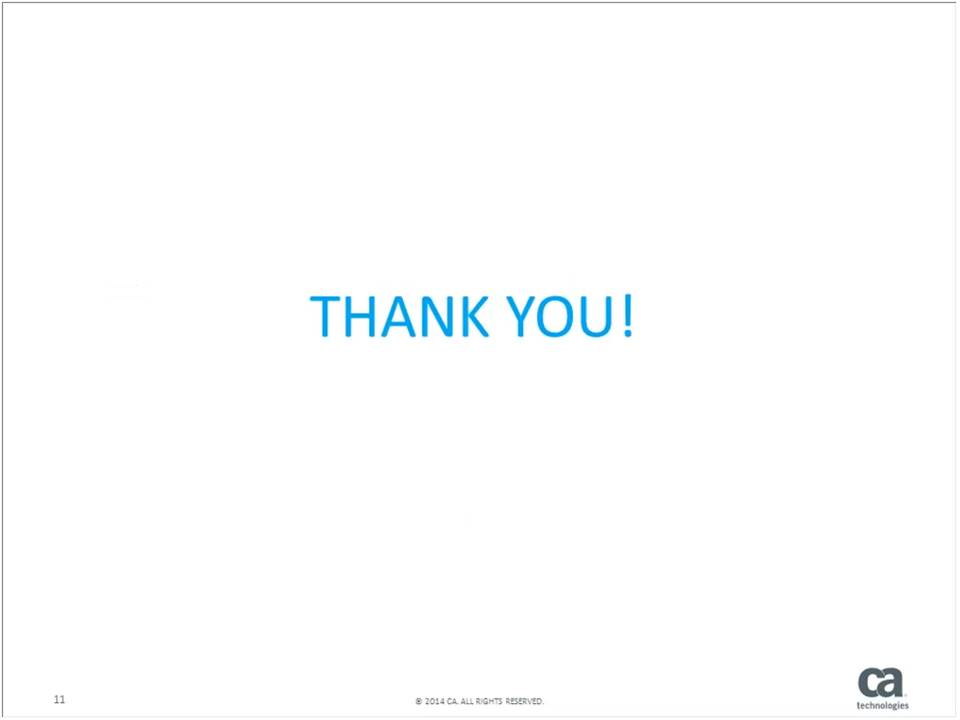 THANK YOU!
11
© 2014 CA. ALL RIGHTS RESERVED.
ca
technologies